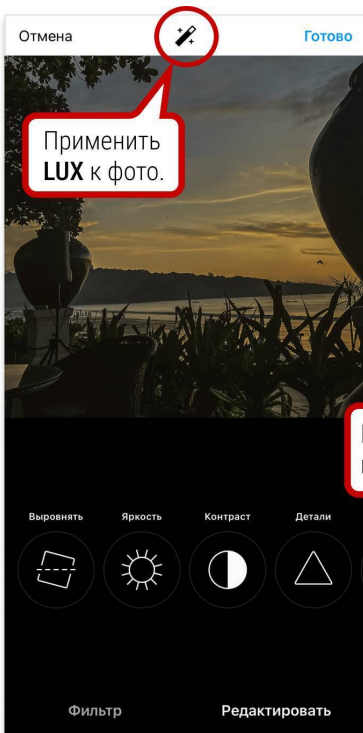 Отмена Готово
Применить
LUX к фото.
Выровнять Яркость Контраст Детали
Фильтр Редактировать